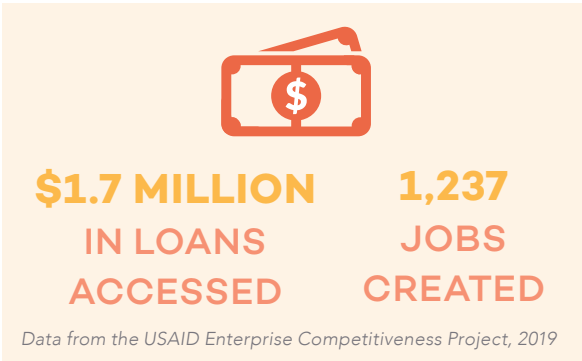 $
$1.7 MILLION
IN LOANS
ACCESSED
1,237
JOBS
CREATED
Data from the USAID Enterprise Competitiveness Project, 2019